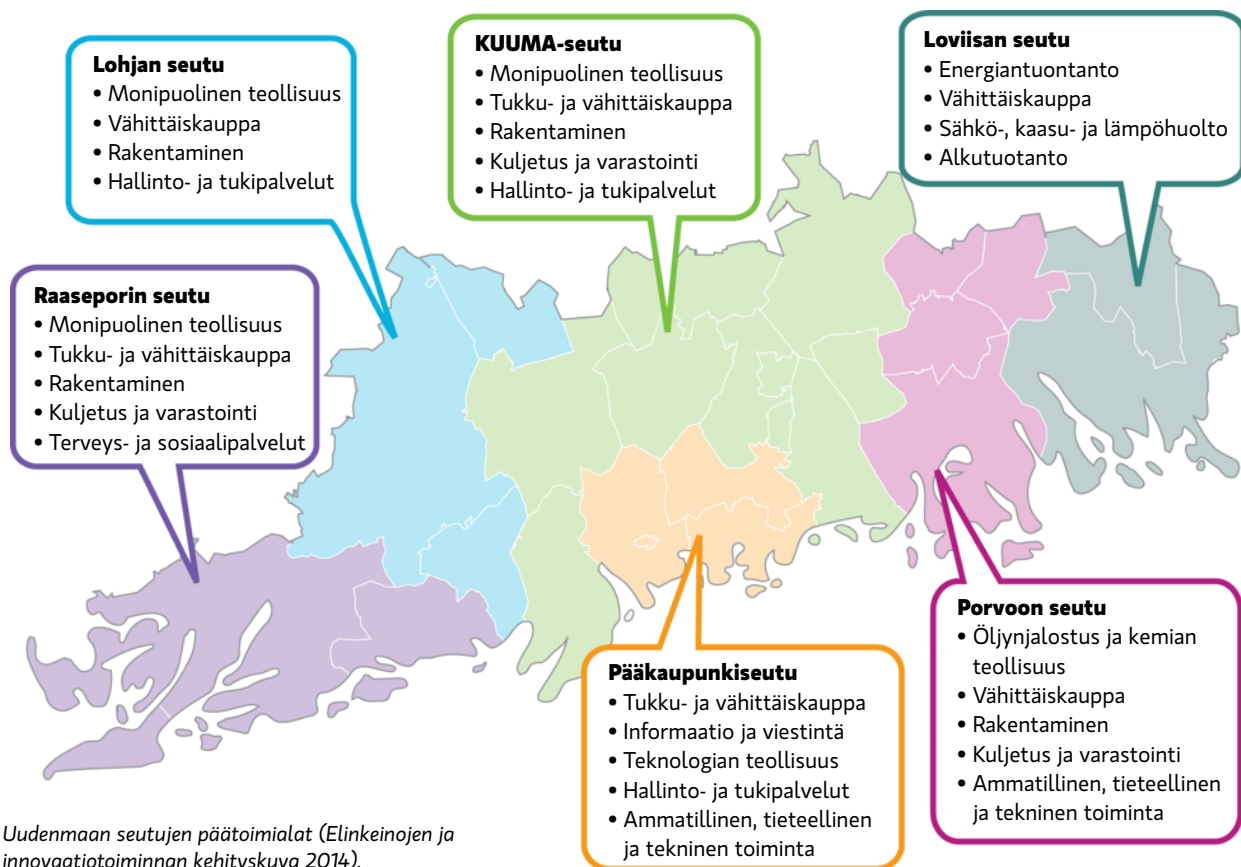 Lohjan seutu
• Monipuolinen teollisuus
• Vähittäiskauppa
• Rakentaminen
• Hallinto- ja tukipalvelut
KUUMA-seutu
• Monipuolinen teollisuus
• Tukku- ja vähittäiskauppa
• Rakentaminen
• Kuljetus ja varastointi
• Hallinto- ja tukipalvelut
Loviisan seutu
• Energiantuontanto
• Vähittäiskauppa
• Sähkö-, kaasu- ja lämpöhuolto
• Alkutuotanto
Raaseporin seutu
• Monipuolinen teollisuus
• Tukku- ja vähittäiskauppa
• Rakentaminen
• Kuljetus ja varastointi
• Terveys- ja sosiaalipalvelut
Pääkaupunkiseutu
• Tukku- ja vähittäiskauppa
• Informaatio ja viestintä
• Teknologian teollisuus
• Hallinto- ja tukipalvelut
• Ammatillinen, tieteellinen
ja tekninen toiminta
Porvoon seutu
• Öljynjalostus ja kemian
teollisuus
• Vähittäiskauppa
• Rakentaminen
• Kuljetus ja varastointi
• Ammatillinen, tieteellinen
ja tekninen toiminta
Uudenmaan seutujen päätoimialat (Elinkeinojen ja
innovaatiotoiminnan kehityskuva 2014).